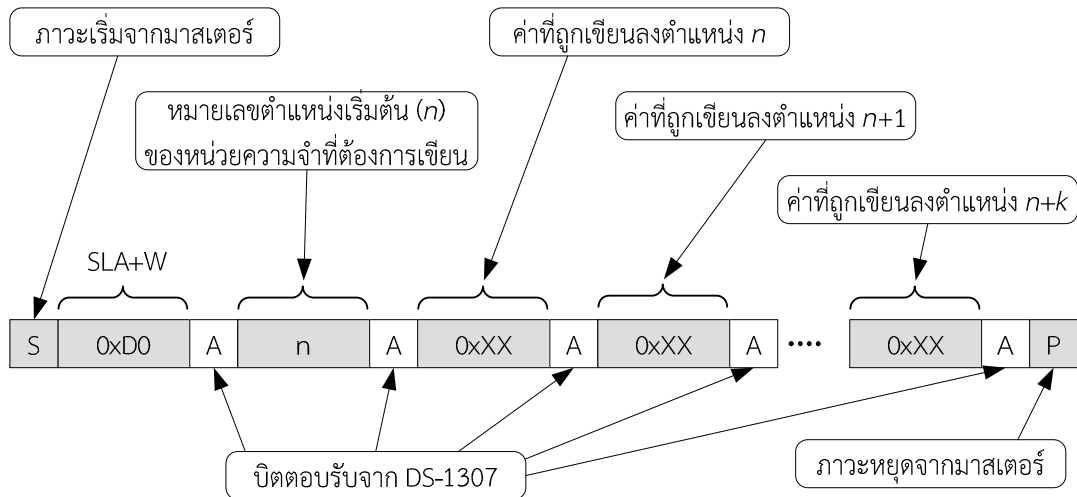 ภาวะเริ่มจากมาสเตอร์
ค่าที่ถูกเขียนลงตำแหน่ง n
หมายเลขตำแหน่งเริ่มต้น (n)
ของหน่วยความจำที่ต้องการเขียน
ค่าที่ถูกเขียนลงตำแหน่ง n+1
ค่าที่ถูกเขียนลงตำแหน่ง n+k
SLA+W
S 0xD0 A n A 0xXX A 0xXX A •••• 0xXX A P
บิตตอบรับจาก DS-1307
ภาวะหยุดจากมาสเตอร์